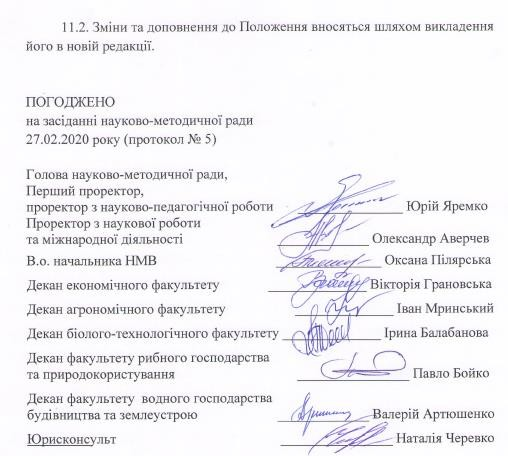 11.2. Зміни та доповнення до Положення вносяться шляхом викладення
його в новій редакції.
ПОГОДЖЕНО
на засіданні науково-методичної ради
27.02.2020 року (протокол № 5)
Голова науково-методичної ради,
Перший проректор,
проректор з науково-педагогічної роботи Юрій Яремко
Проректор з наукової роботи
та міжнародної діяльності Олександр Аверчев
В.о. начальника НМВ Оксана Пілярська
Декан економічного факультету Вікторія Грановська
Декан агрономічного факультету Іван Мринський
Декан біолого-технологічного факультету Ірина Балабанова
Декан факультету рибного господарства
та природокористування Павло Бойко
Декан факультету водного господарства
будівництва та землеустрою Валерій Артюшенко
Юрисконсульт Наталія Черевко